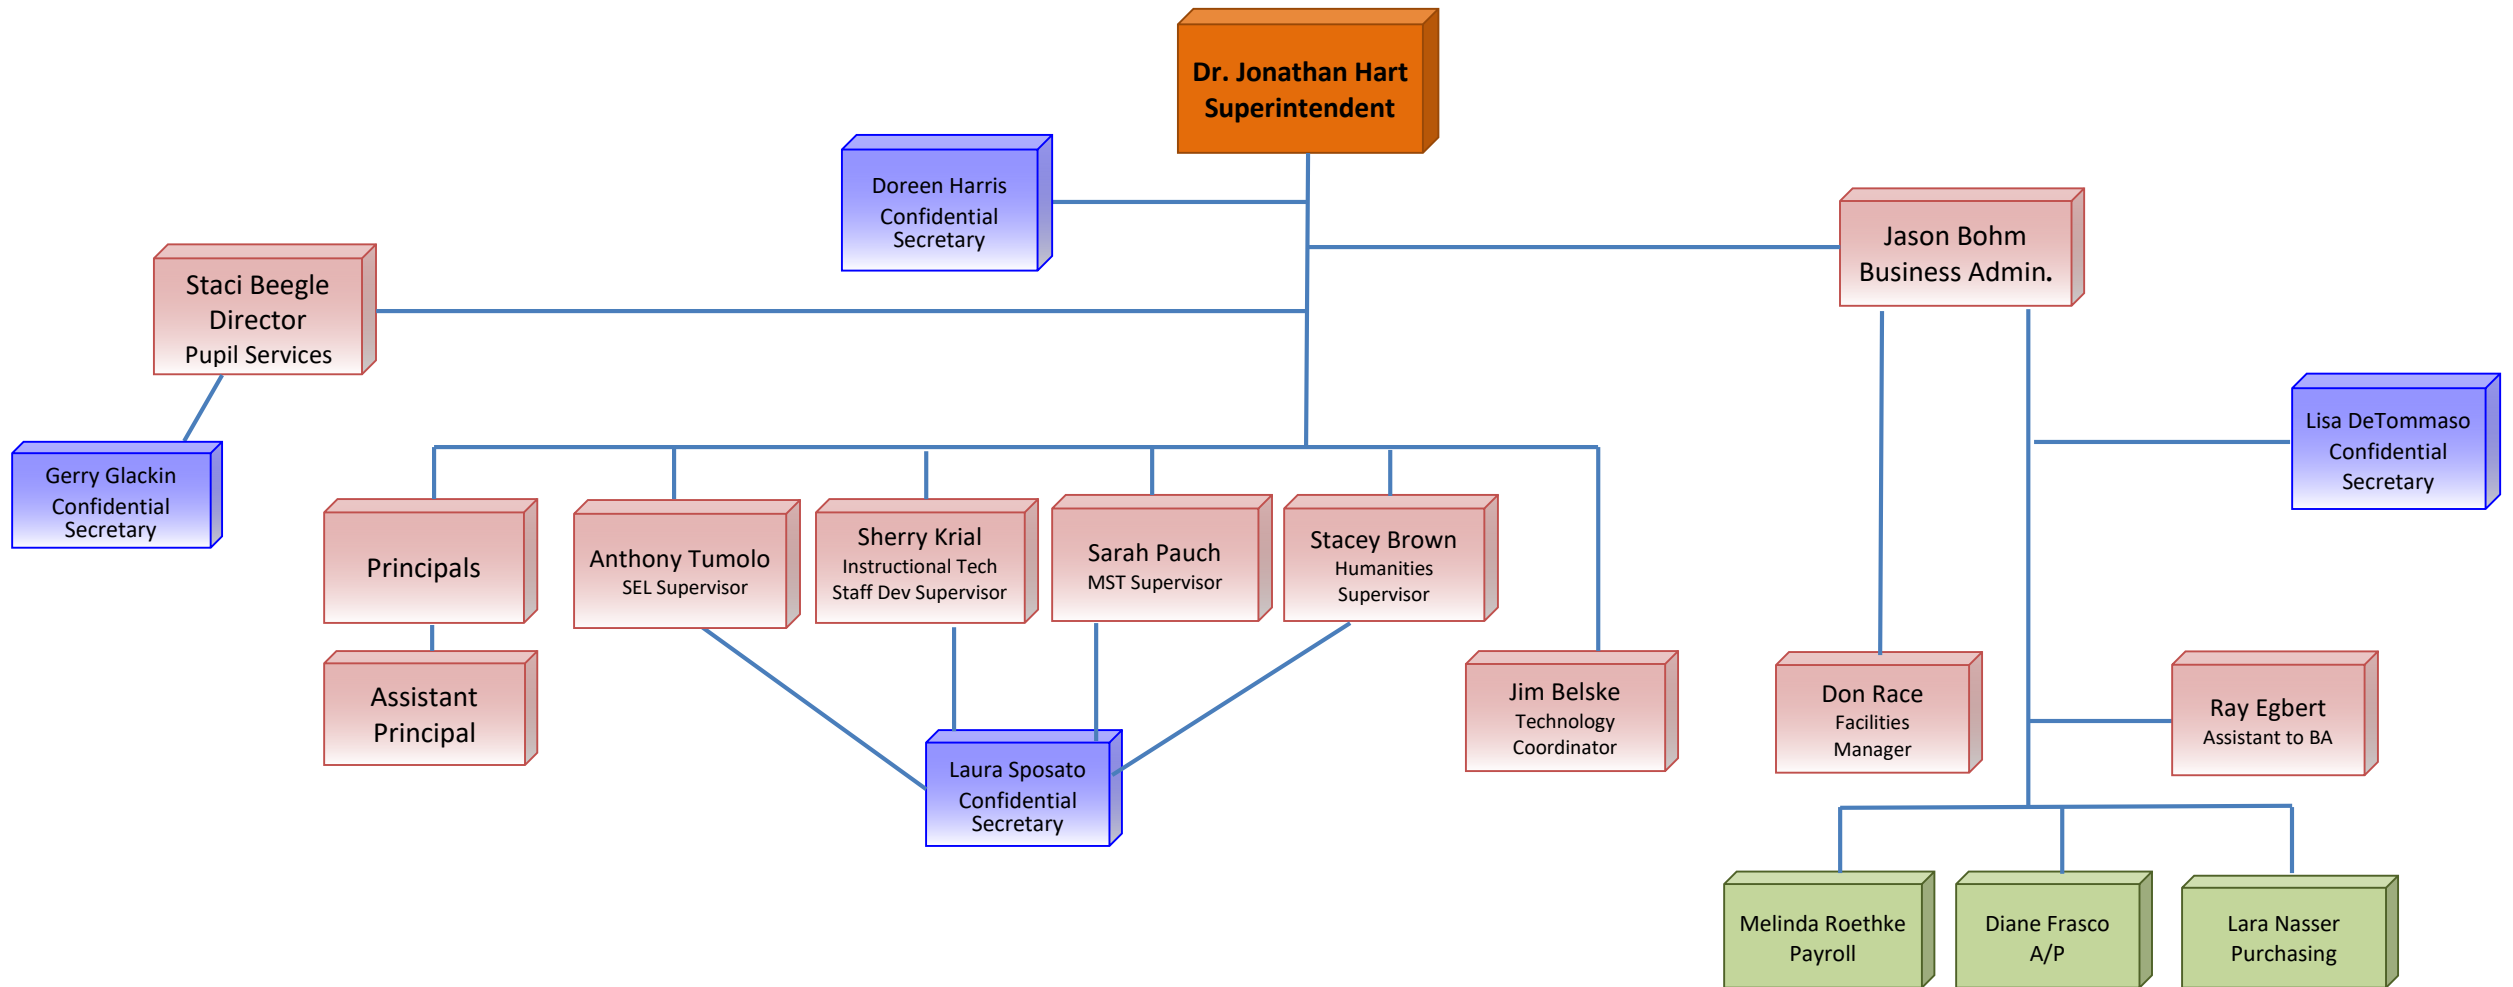 Dr. Jonathan Hart
Superintendent
Doreen Harris
Confidential
Secretary
Jason Bohm
Business Admin.
Staci Beegle
Director
Pupil Services
Lisa DeTommaso
Confidential
Secretary
Gerry Glackin
Confidential
Secretary
Principals
Anthony Tumolo
SEL Supervisor
Sherry Krial
Instructional Tech
Staff Dev Supervisor
Sarah Pauch
MST Supervisor
Stacey Brown
Humanities
Supervisor
Assistant
Principal
Laura Sposato
Confidential
Secretary
Jim Belske
Technology
Coordinator
Don Race
Facilities
Manager
Ray Egbert
Assistant to BA
Melinda Roethke
Payroll
Diane Frasco
A/P
Lara Nasser
Purchasing